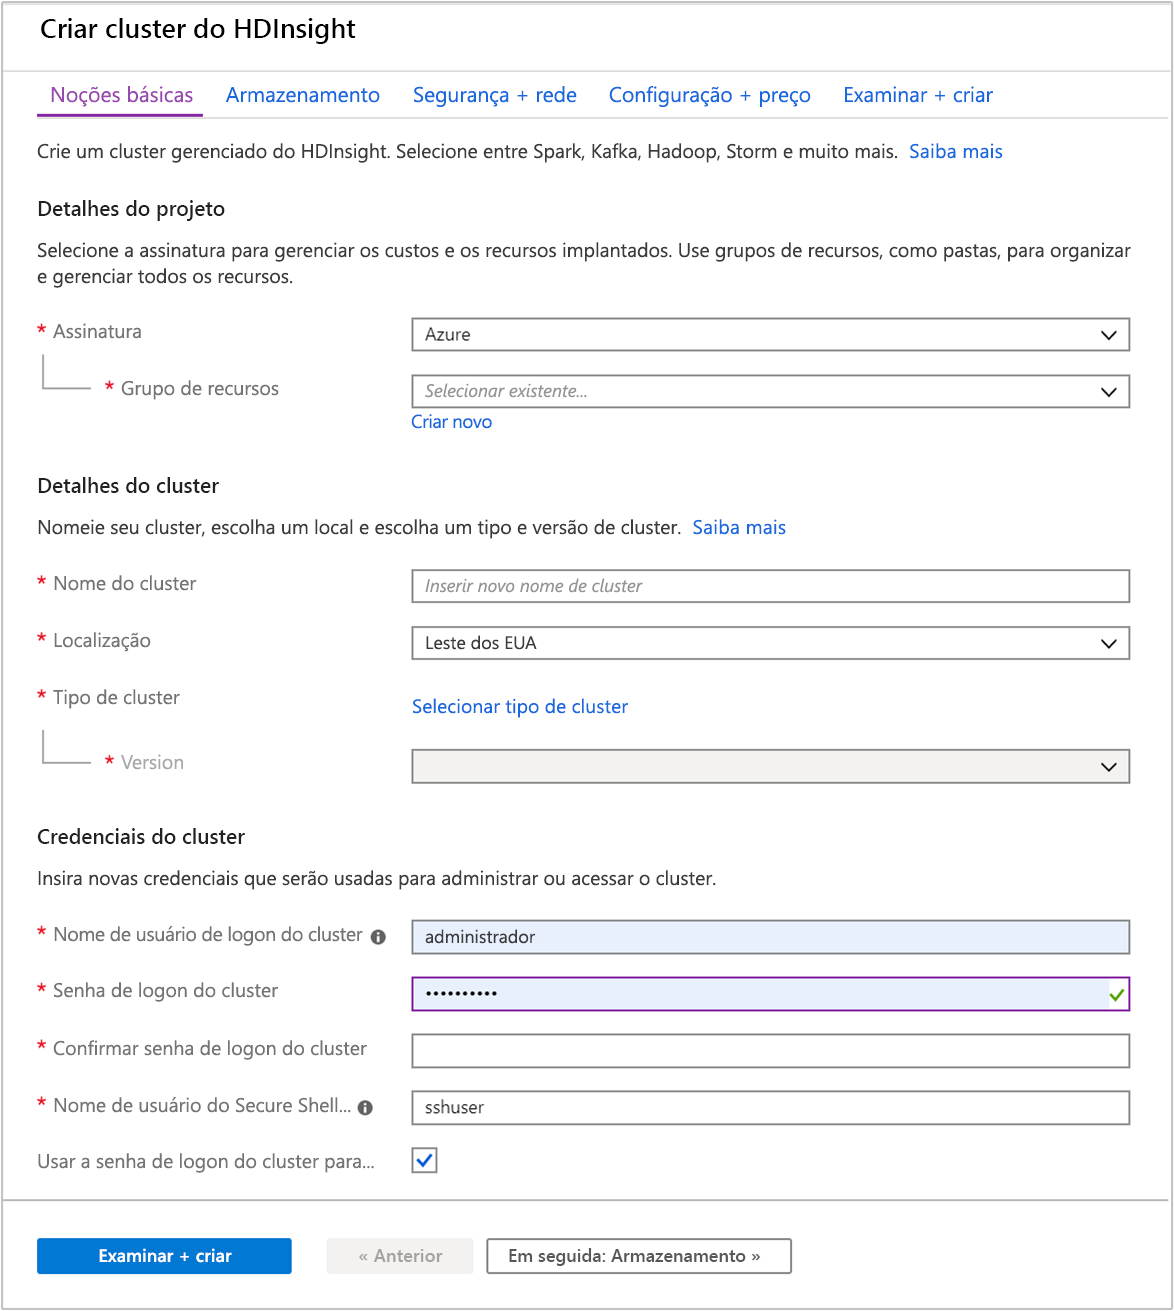 Criar cluster do HDInsight
Noções básicas Armazenamento Segurança + rede Configuração + preço Examinar + criar
Crie um cluster gerenciado do HDInsight. Selecione entre Spark, Kafka, Hadoop, Storm e muito mais. Saiba mais
Detalhes do projeto
Selecione a assinatura para gerenciar os custos e os recursos implantados. Use grupos de recursos, como pastas, para organizar
e gerenciar todos os recursos.
* Assinatura Azure
* Grupo de recursos Selecionar existente...
Criar novo
Detalhes do cluster
Nomeie seu cluster, escolha um local e escolha um tipo e versão de cluster. Saiba mais
* Nome do cluster Inserir novo nome de cluster
* Localização Leste dos EUA
* Tipo de cluster Selecionar tipo de cluster
* Version
Credenciais do cluster
Insira novas credenciais que serão usadas para administrar ou acessar o cluster.
* Nome de usuário de logon do cluster administrador
* Senha de logon do cluster ••••••••••
* Confirmar senha de logon do cluster
* Nome de usuário do Secure Shell... sshuser
Usar a senha de logon do cluster para...
Examinar + criar « Anterior Em seguida: Armazenamento »